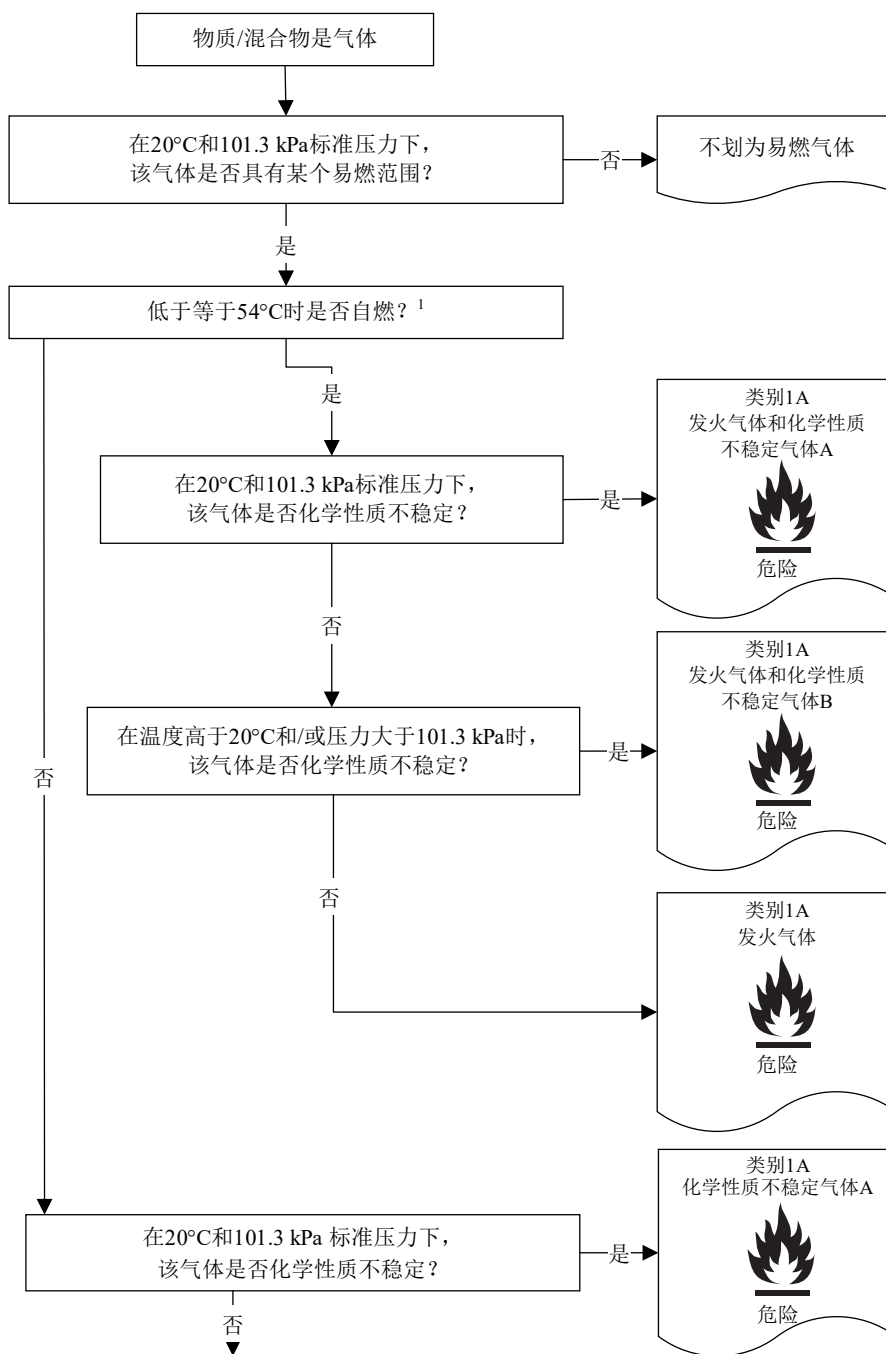 物质/混合物是气体
在20°C和101.3 kPa标准压力下，
该气体是否具有某个易燃范围？
否
不划为易燃气体
是
低于等于54°C时是否自燃？1
是
类别1A
发火气体和化学性质
不稳定气体A
危险
在20°C和101.3 kPa标准压力下，
该气体是否化学性质不稳定？
是
否
类别1A
发火气体和化学性质
不稳定气体B
危险
在温度高于20°C和/或压力大于101.3 kPa时，
该气体是否化学性质不稳定？
是
否
否
类别1A
发火气体
危险
类别1A
化学性质不稳定气体A
危险
在20°C和101.3 kPa 标准压力下，
该气体是否化学性质不稳定？
是
否